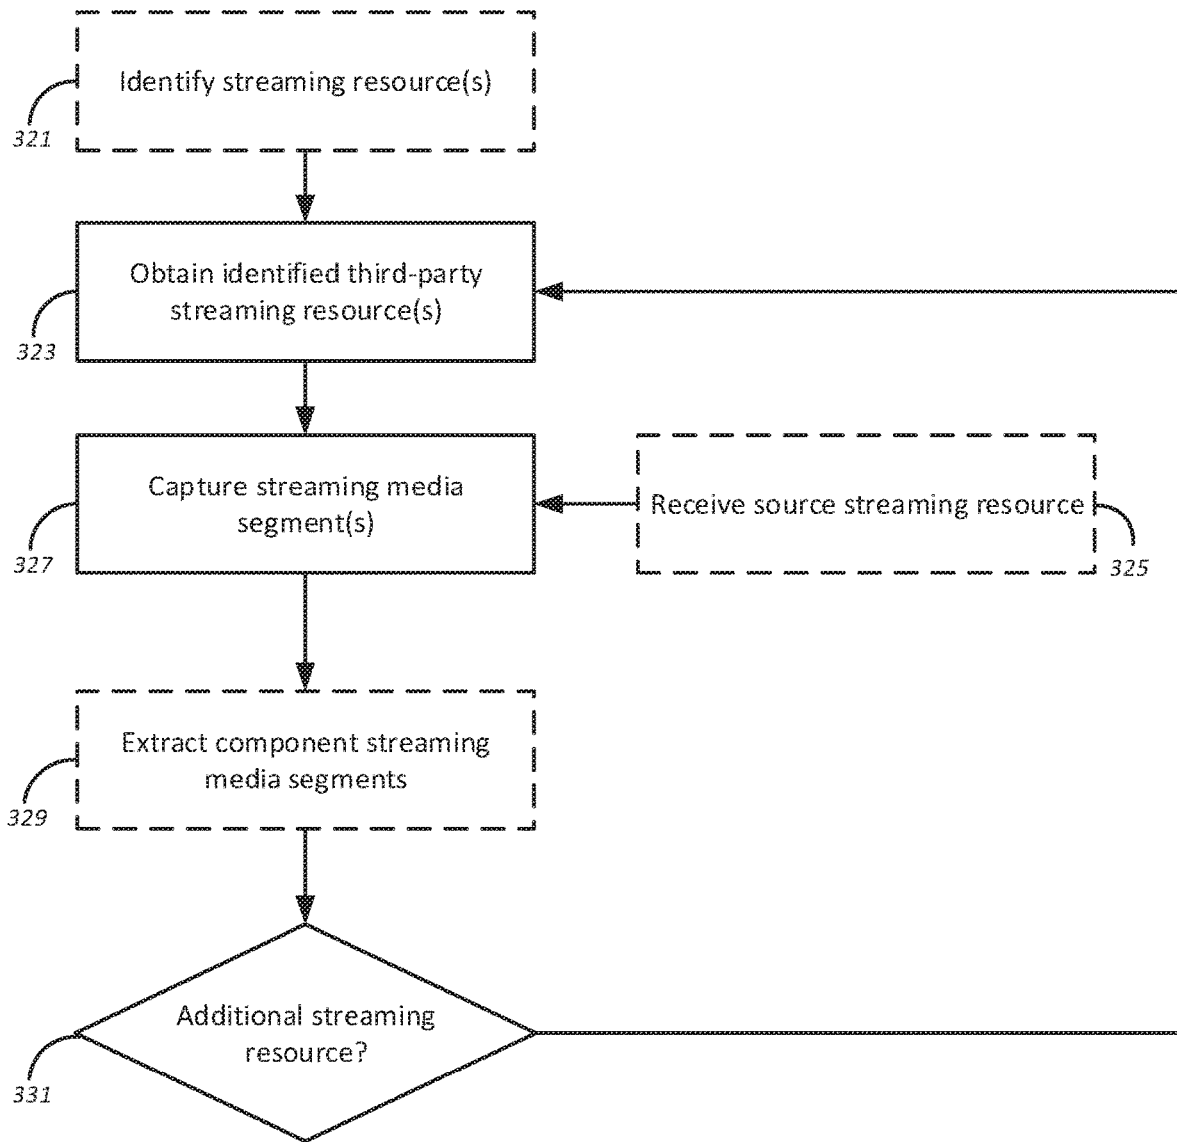 Identify streaming resource(s)
321
Obtain identified third-party
streaming resource(s)
323
Capture streaming media
segment(s)
327
Receive source streaming resource
325
Extract component streaming
media segments
329
Additional streaming
resource?
331